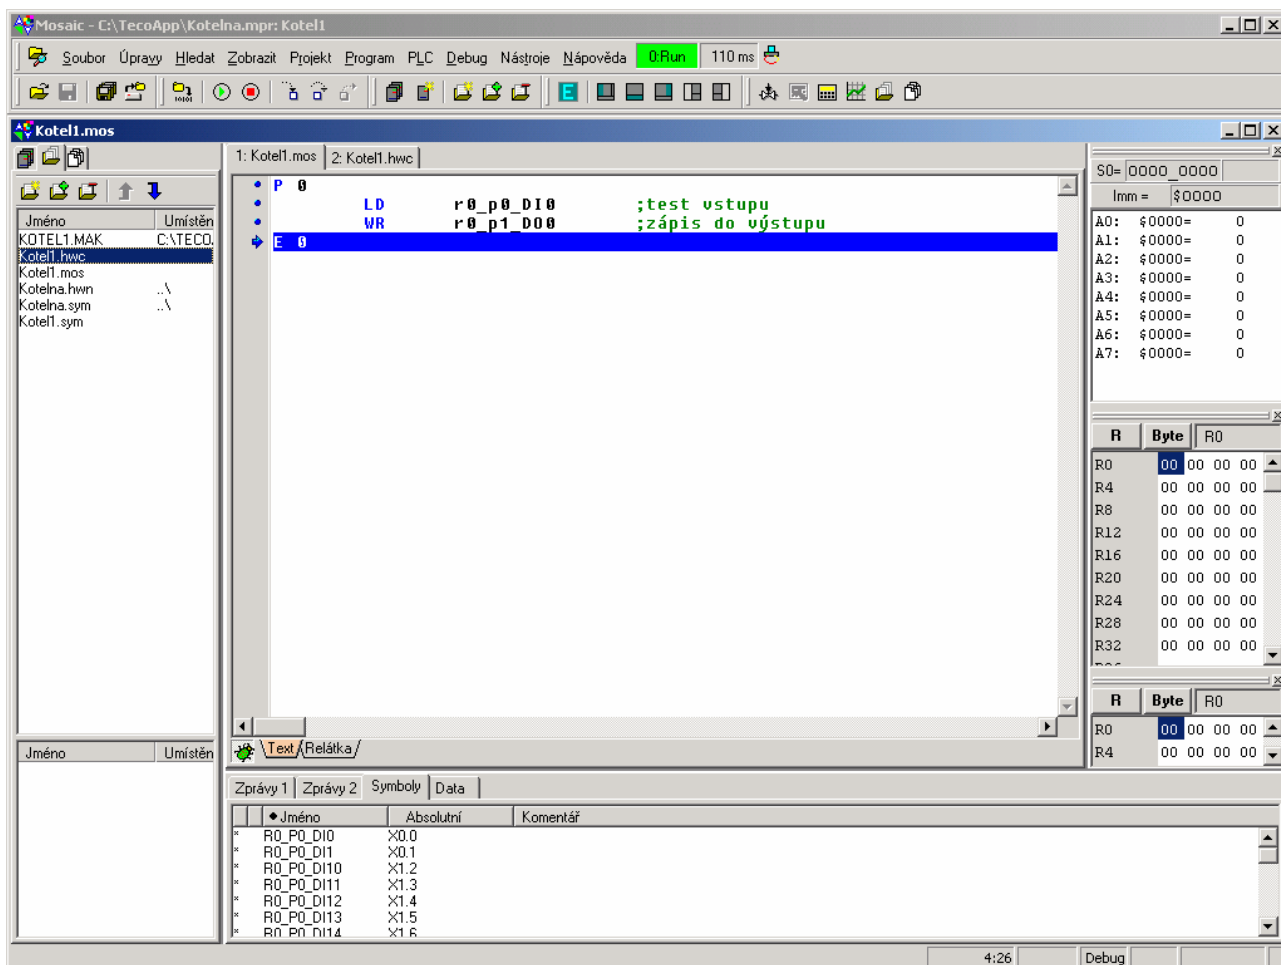 Mosaic - C:\TecoApp\Kotelna.mpr: Kotel1
Soubor Úpravy Hledat Zobrazit Projekt Program PLC Debug Nástroje Nápověda 0:Run 110 ms
Kotel1.mos
Jméno Umístěn
KOTEL1.MAK C:\TECO.
Kotel1.hwc
Kotel1.mos
Kotelna.hwn ..\
Kotelna.sym ..\
Kotel1.sym
Jméno Umístěn
1: Kotel1.mos 2: Kotel1.hwc
P 0
LD r0_p0_DI0 ;test vstupu
WR r0_p1_DO0 ;zápis do výstupu
E 0
Text Relátka
S0= 0000_0000
Imm = $0000
A0: $0000= 0
A1: $0000= 0
A2: $0000= 0
A3: $0000= 0
A4: $0000= 0
A5: $0000= 0
A6: $0000= 0
A7: $0000= 0
R Byte R0
R0 00 00 00 00
R4 00 00 00 00
R8 00 00 00 00
R12 00 00 00 00
R16 00 00 00 00
R20 00 00 00 00
R24 00 00 00 00
R28 00 00 00 00
R32 00 00 00 00
R Byte R0
R0 00 00 00 00
R4 00 00 00 00
Zprávy 1 Zprávy 2 Symboly Data
Jméno Absolutní Komentář
* R0_P0_DI0 X0.0
* R0_P0_DI1 X0.1
* R0_P0_DI10 X1.2
* R0_P0_DI11 X1.3
* R0_P0_DI12 X1.4
* R0_P0_DI13 X1.5
* R0_P0_DI14 X1.6
4:26 Debug